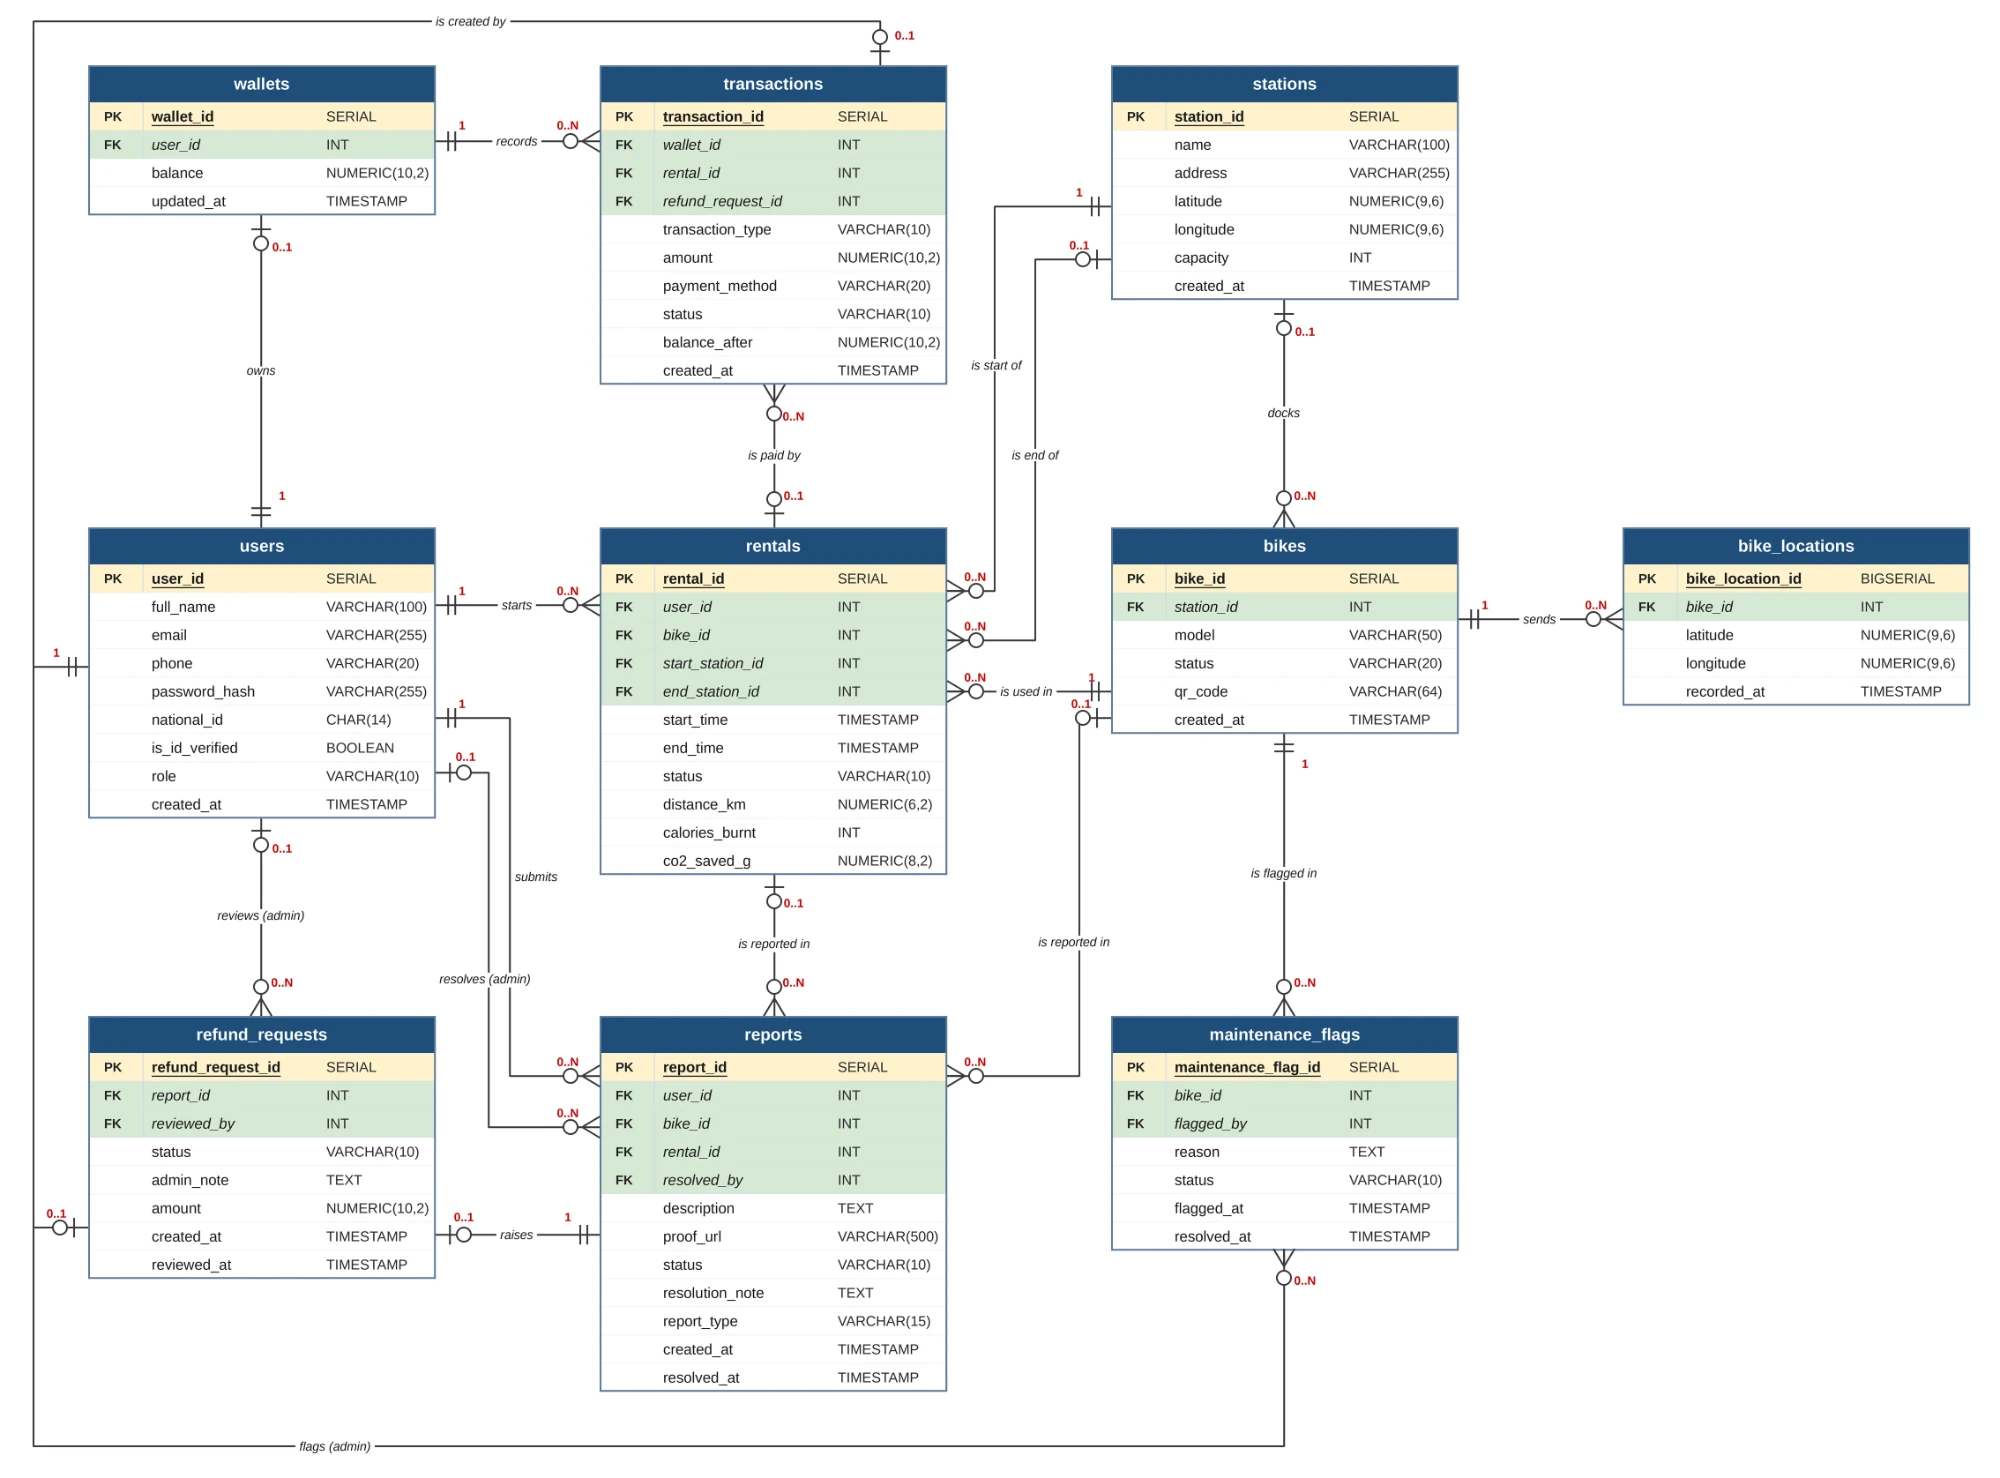 is created by
0..1
wallets
PK wallet_id SERIAL
FK user_id INT
balance NUMERIC(10,2)
updated_at TIMESTAMP
1
records
0..N
transactions
PK transaction_id SERIAL
FK wallet_id INT
FK rental_id INT
FK refund_request_id INT
transaction_type VARCHAR(10)
amount NUMERIC(10,2)
payment_method VARCHAR(20)
status VARCHAR(10)
balance_after NUMERIC(10,2)
created_at TIMESTAMP
stations
PK station_id SERIAL
name VARCHAR(100)
address VARCHAR(255)
latitude NUMERIC(9,6)
longitude NUMERIC(9,6)
capacity INT
created_at TIMESTAMP
1
0..1
0..1
0..1
is start of
owns
docks
0..N
is paid by
is end of
1
0..1
0..N
users
PK user_id SERIAL
full_name VARCHAR(100)
email VARCHAR(255)
phone VARCHAR(20)
password_hash VARCHAR(255)
national_id CHAR(14)
is_id_verified BOOLEAN
role VARCHAR(10)
created_at TIMESTAMP
1
1
starts
0..N
rentals
PK rental_id SERIAL
FK user_id INT
FK bike_id INT
FK start_station_id INT
FK end_station_id INT
start_time TIMESTAMP
end_time TIMESTAMP
status VARCHAR(10)
distance_km NUMERIC(6,2)
calories_burnt INT
co2_saved_g NUMERIC(8,2)
0..N
0..N
0..N
is used in
1
0..1
bikes
PK bike_id SERIAL
FK station_id INT
model VARCHAR(50)
status VARCHAR(20)
qr_code VARCHAR(64)
created_at TIMESTAMP
1
sends
0..N
bike_locations
PK bike_location_id BIGSERIAL
FK bike_id INT
latitude NUMERIC(9,6)
longitude NUMERIC(9,6)
recorded_at TIMESTAMP
1
0..1
1
0..1
submits
0..1
is flagged in
reviews (admin)
is reported in
is reported in
resolves (admin)
0..N
0..N
0..N
refund_requests
PK refund_request_id SERIAL
FK report_id INT
FK reviewed_by INT
status VARCHAR(10)
admin_note TEXT
amount NUMERIC(10,2)
created_at TIMESTAMP
reviewed_at TIMESTAMP
0..1
0..1
raises
1
0..N
0..N
reports
PK report_id SERIAL
FK user_id INT
FK bike_id INT
FK rental_id INT
FK resolved_by INT
description TEXT
proof_url VARCHAR(500)
status VARCHAR(10)
resolution_note TEXT
report_type VARCHAR(15)
created_at TIMESTAMP
resolved_at TIMESTAMP
0..N
maintenance_flags
PK maintenance_flag_id SERIAL
FK bike_id INT
FK flagged_by INT
reason TEXT
status VARCHAR(10)
flagged_at TIMESTAMP
resolved_at TIMESTAMP
0..N
flags (admin)